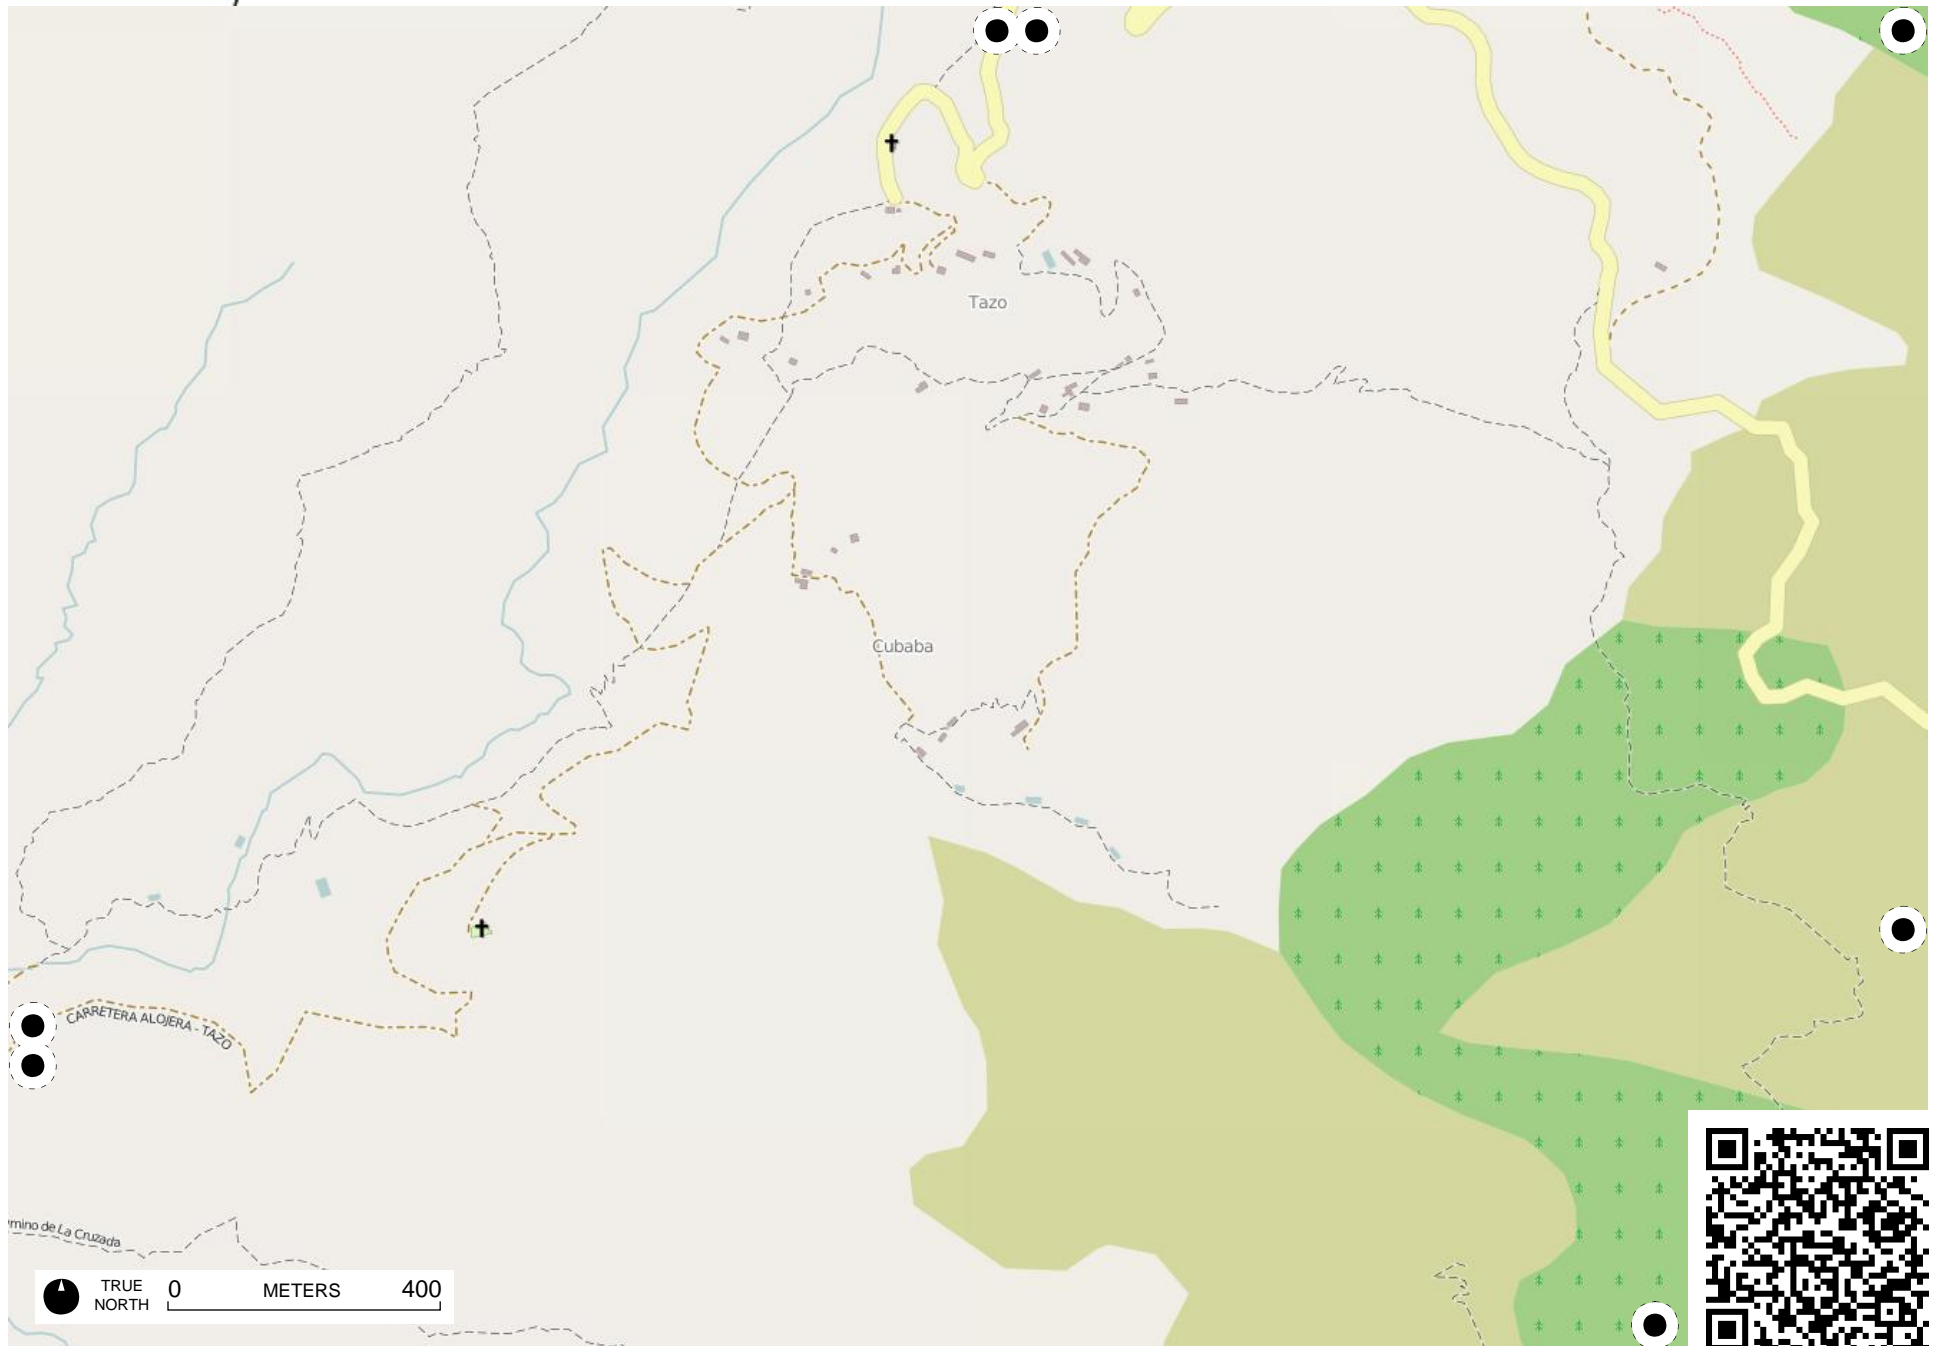 Tazo
Cubaba
CARRETERA ALOJERA - TAZO
mino de La Cruzada
TRUE
NORTH
0 METERS 400